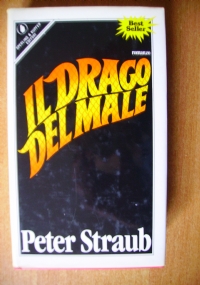 Best
Seller
romanzo
IL DRAGO
DEL MALE
Peter Straub